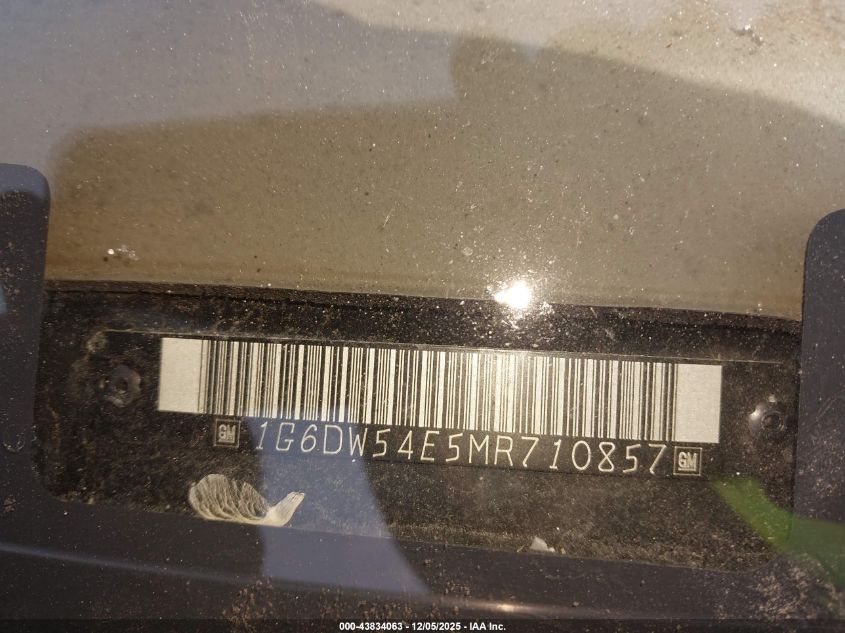 GM 1G6DW54E5MR710857 GM
000-43834063 - 12/05/2025 - IAA Inc.